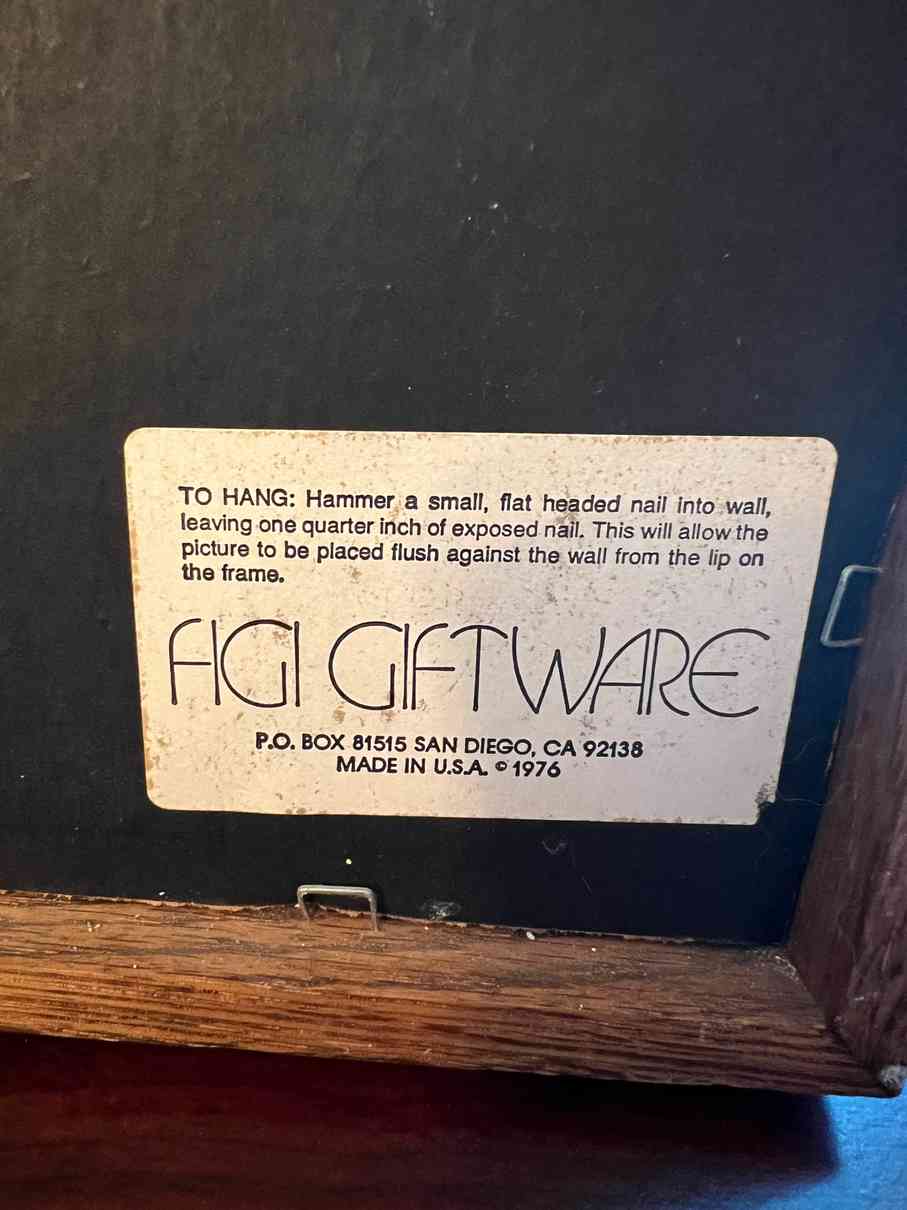 TO HANG: Hammer a small, flat headed nail into wall,
leaving one quarter inch of exposed nail. This will allow the
picture to be placed flush against the wall from the lip on
the frame.
FIGI GIFTWARE
P.O. BOX 81515 SAN DIEGO, CA 92138
MADE IN U.S.A. © 1976